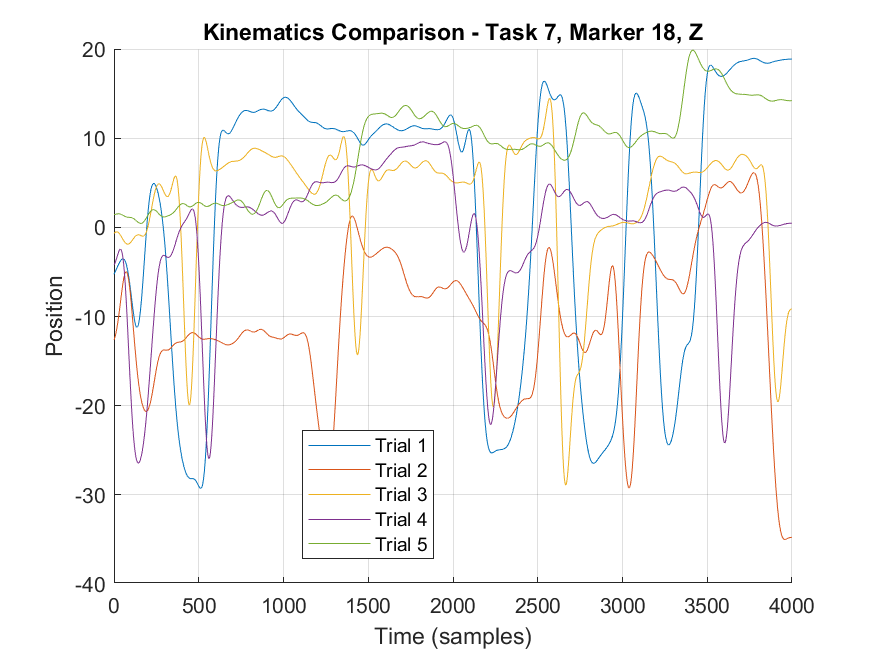 Kinematics Comparison - Task 7, Marker 18, Z
20
10
0
-10
-20
-30
-40
Position
Trial 1
Trial 2
Trial 3
Trial 4
Trial 5
0 500 1000 1500 2000 2500 3000 3500 4000
Time (samples)